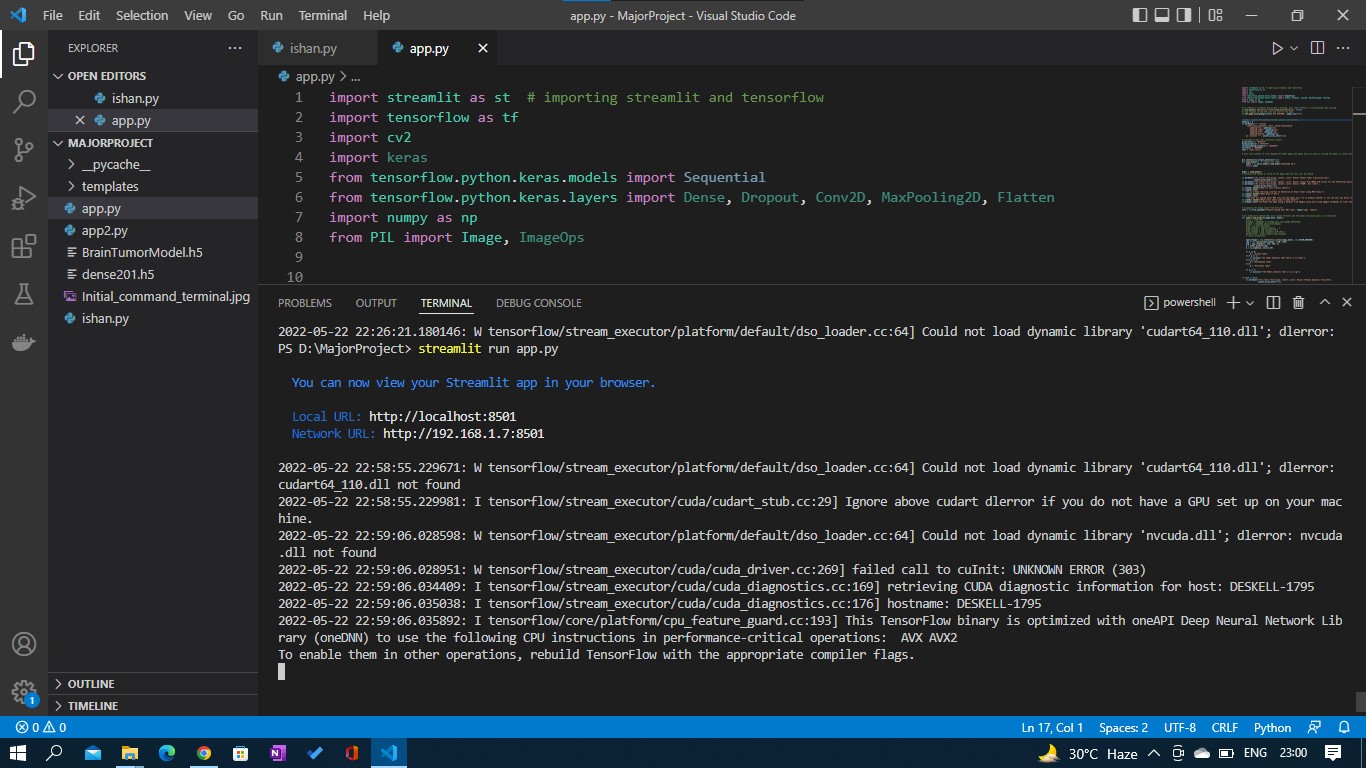 File Edit Selection View Go Run Terminal Help
app.py - MajorProject - Visual Studio Code
EXPLORER
OPEN EDITORS
ishan.py
app.py
MAJORPROJECT
__pycache__
templates
app.py
app2.py
BrainTumorModel.h5
dense201.h5
Initial_command_terminal.jpg
ishan.py
OUTLINE
TIMELINE
1
ishan.py app.py
app.py > ...
1 import streamlit as st # importing streamlit and tensorflow
2 import tensorflow as tf
3 import cv2
4 import keras
5 from tensorflow.python.keras.models import Sequential
6 from tensorflow.python.keras.layers import Dense, Dropout, Conv2D, MaxPooling2D, Flatten
7 import numpy as np
8 from PIL import Image, ImageOps
9
10
PROBLEMS OUTPUT TERMINAL DEBUG CONSOLE
powershell
2022-05-22 22:26:21.180146: W tensorflow/stream_executor/platform/default/dso_loader.cc:64] Could not load dynamic library 'cudart64_110.dll'; dlerror:
PS D:\MajorProject> streamlit run app.py
You can now view your Streamlit app in your browser.
Local URL: http://localhost:8501
Network URL: http://192.168.1.7:8501
2022-05-22 22:58:55.229671: W tensorflow/stream_executor/platform/default/dso_loader.cc:64] Could not load dynamic library 'cudart64_110.dll'; dlerror:
cudart64_110.dll not found
2022-05-22 22:58:55.229981: I tensorflow/stream_executor/cuda/cudart_stub.cc:29] Ignore above cudart dlerror if you do not have a GPU set up on your mac
hine.
2022-05-22 22:59:06.028598: W tensorflow/stream_executor/platform/default/dso_loader.cc:64] Could not load dynamic library 'nvcuda.dll'; dlerror: nvcuda
.dll not found
2022-05-22 22:59:06.028951: W tensorflow/stream_executor/cuda/cuda_driver.cc:269] failed call to cuInit: UNKNOWN ERROR (303)
2022-05-22 22:59:06.034409: I tensorflow/stream_executor/cuda/cuda_diagnostics.cc:169] retrieving CUDA diagnostic information for host: DESKELL-1795
2022-05-22 22:59:06.035038: I tensorflow/stream_executor/cuda/cuda_diagnostics.cc:176] hostname: DESKELL-1795
2022-05-22 22:59:06.035892: I tensorflow/core/platform/cpu_feature_guard.cc:193] This TensorFlow binary is optimized with oneAPI Deep Neural Network Lib
rary (oneDNN) to use the following CPU instructions in performance-critical operations:  AVX AVX2
To enable them in other operations, rebuild TensorFlow with the appropriate compiler flags.
0 0
Ln 17, Col 1 Spaces: 2 UTF-8 CRLF Python
30°C Haze ENG 23:00